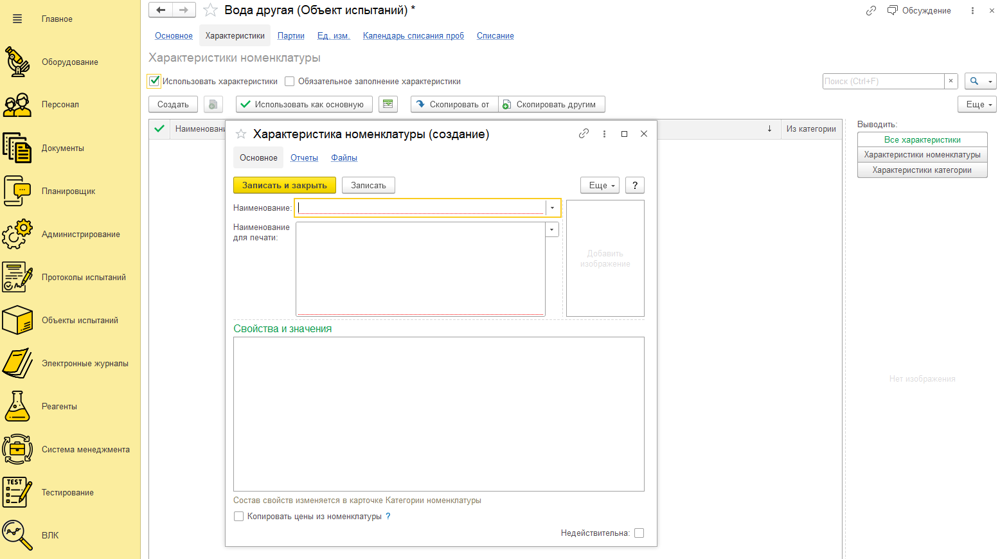 Главное
Оборудование
Персонал
Документы
Планировщик
Администрирование
Протоколы испытаний
Объекты испытаний
Электронные журналы
Реагенты
Система менеджмента
TEST
Тестирование
ВЛК
Вода другая (Объект испытаний) *
Обсуждение
Основное Характеристики Партии Ед. изм. Календарь списания проб Списание
Характеристики номенклатуры
Использовать характеристики Обязательное заполнение характеристики
Поиск (Ctrl+F) ×
Создать Использовать как основную Скопировать от Скопировать другим Еще
Наименован
↓ Из категории
Выводить:
Все характеристики
Характеристики номенклатуры
Характеристики категории
Нет изображения
Характеристика номенклатуры (создание)
Основное Отчеты Файлы
Записать и закрыть Записать Еще ?
Наименование:
Наименование
для печати:
Добавить
изображение
Свойства и значения
Состав свойств изменяется в карточке Категории номенклатуры
Копировать цены из номенклатуры ?
Недействительна: